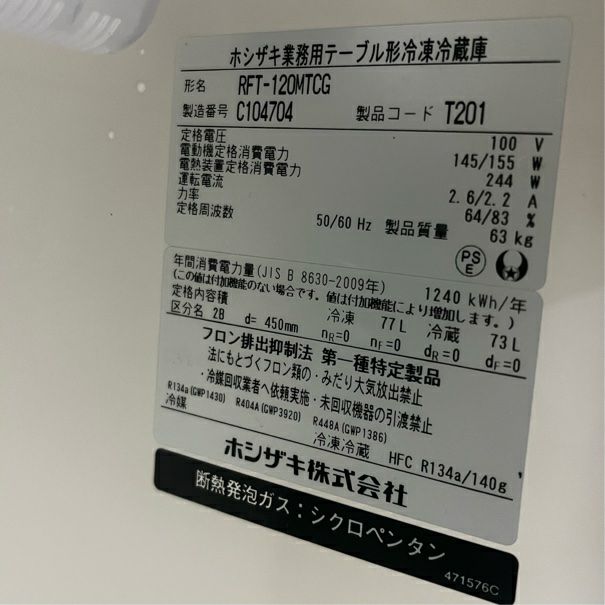 ホシザキ業務用テーブル形冷凍冷蔵庫
形名 RFT-120MTCG
製造番号 C104704 製品コード T201
定格電圧 100 V
電動機定格消費電力 145/155 W
電熱装置定格消費電力 244 W
運転電流 2.6/2.2 A
力率 64/83 %
定格周波数 50/60 Hz 製品質量 63 kg
PS
E
年間消費電力量(JIS B 8630-2009年) 1240 kWh/年
(この値は付加機能のない場合です。値は付加機能により増加します。)
定格内容積 冷凍 77 L 冷蔵 73 L
区分名 2B d= 450mm nR=0 nF=0 dR=0 dF=0
フロン排出抑制法 第一種特定製品
法にもとづくフロン類の・みだり大気放出禁止
・冷媒回収業者へ依頼実施・未回収機器の引渡禁止
R134a(GWP1430) R404A(GWP3920) R448A(GWP1386)
冷媒 冷凍冷蔵 HFC R134a/140g
ホシザキ株式会社
断熱発泡ガス:シクロペンタン
471576C